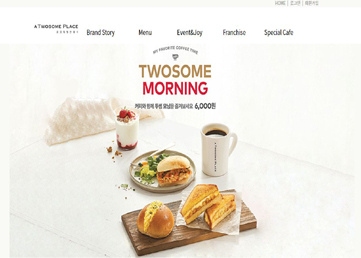 HOME | 로그인 | 회원가입
A TWOSOME PLACE
Brand Story Menu Event&Joy Franchise Special Cafe
MY FAVORITE COFFEE TIME
TWOSOME
MORNING
커피와 함께 투썸 모닝을 즐겨보세요 6,000원